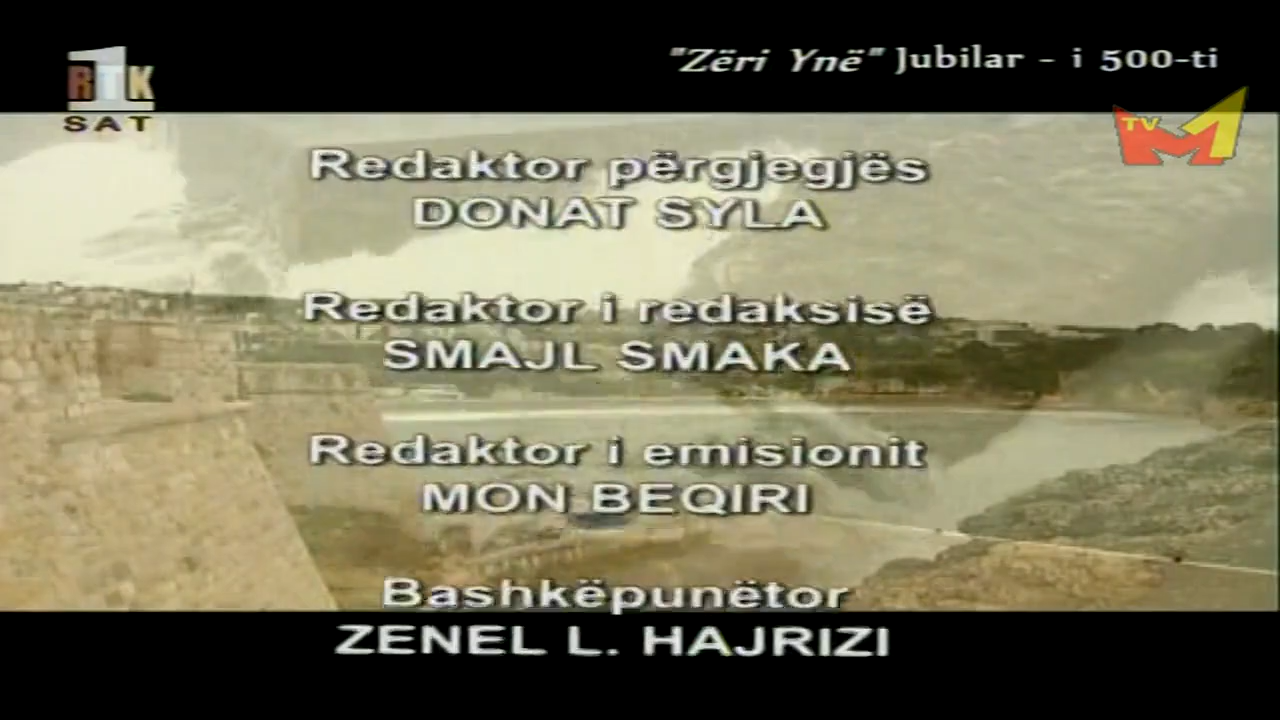 RTK 1
SAT
"Zëri Ynë" Jubilar - i 500-ti
TV M1
Redaktor përgjegjës
DONAT SYLA
Redaktor i redaksisë
SMAJL SMAKA
Redaktor i emisionit
MON BEQIRI
Bashkëpunëtor
ZENEL L. HAJRIZI